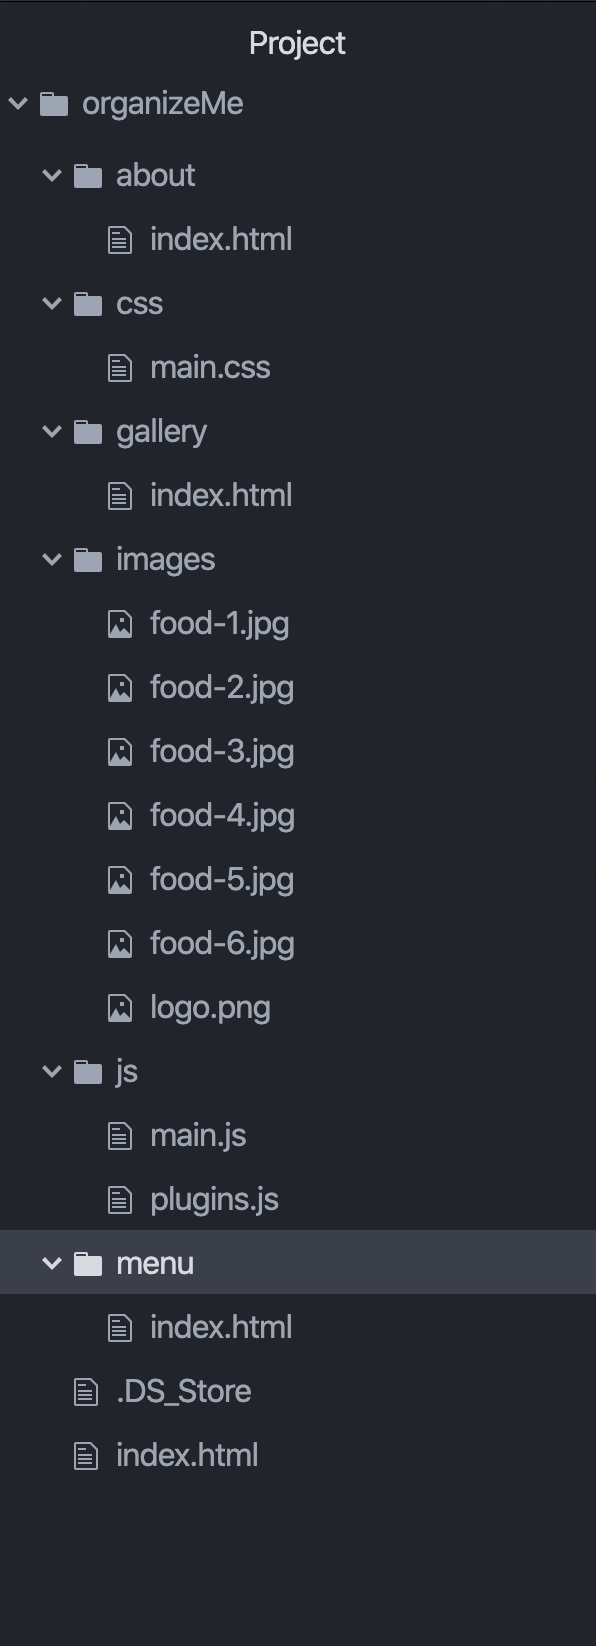 Project
organizeMe
about
index.html
css
main.css
gallery
index.html
images
food-1.jpg
food-2.jpg
food-3.jpg
food-4.jpg
food-5.jpg
food-6.jpg
logo.png
js
main.js
plugins.js
menu
index.html
.DS_Store
index.html